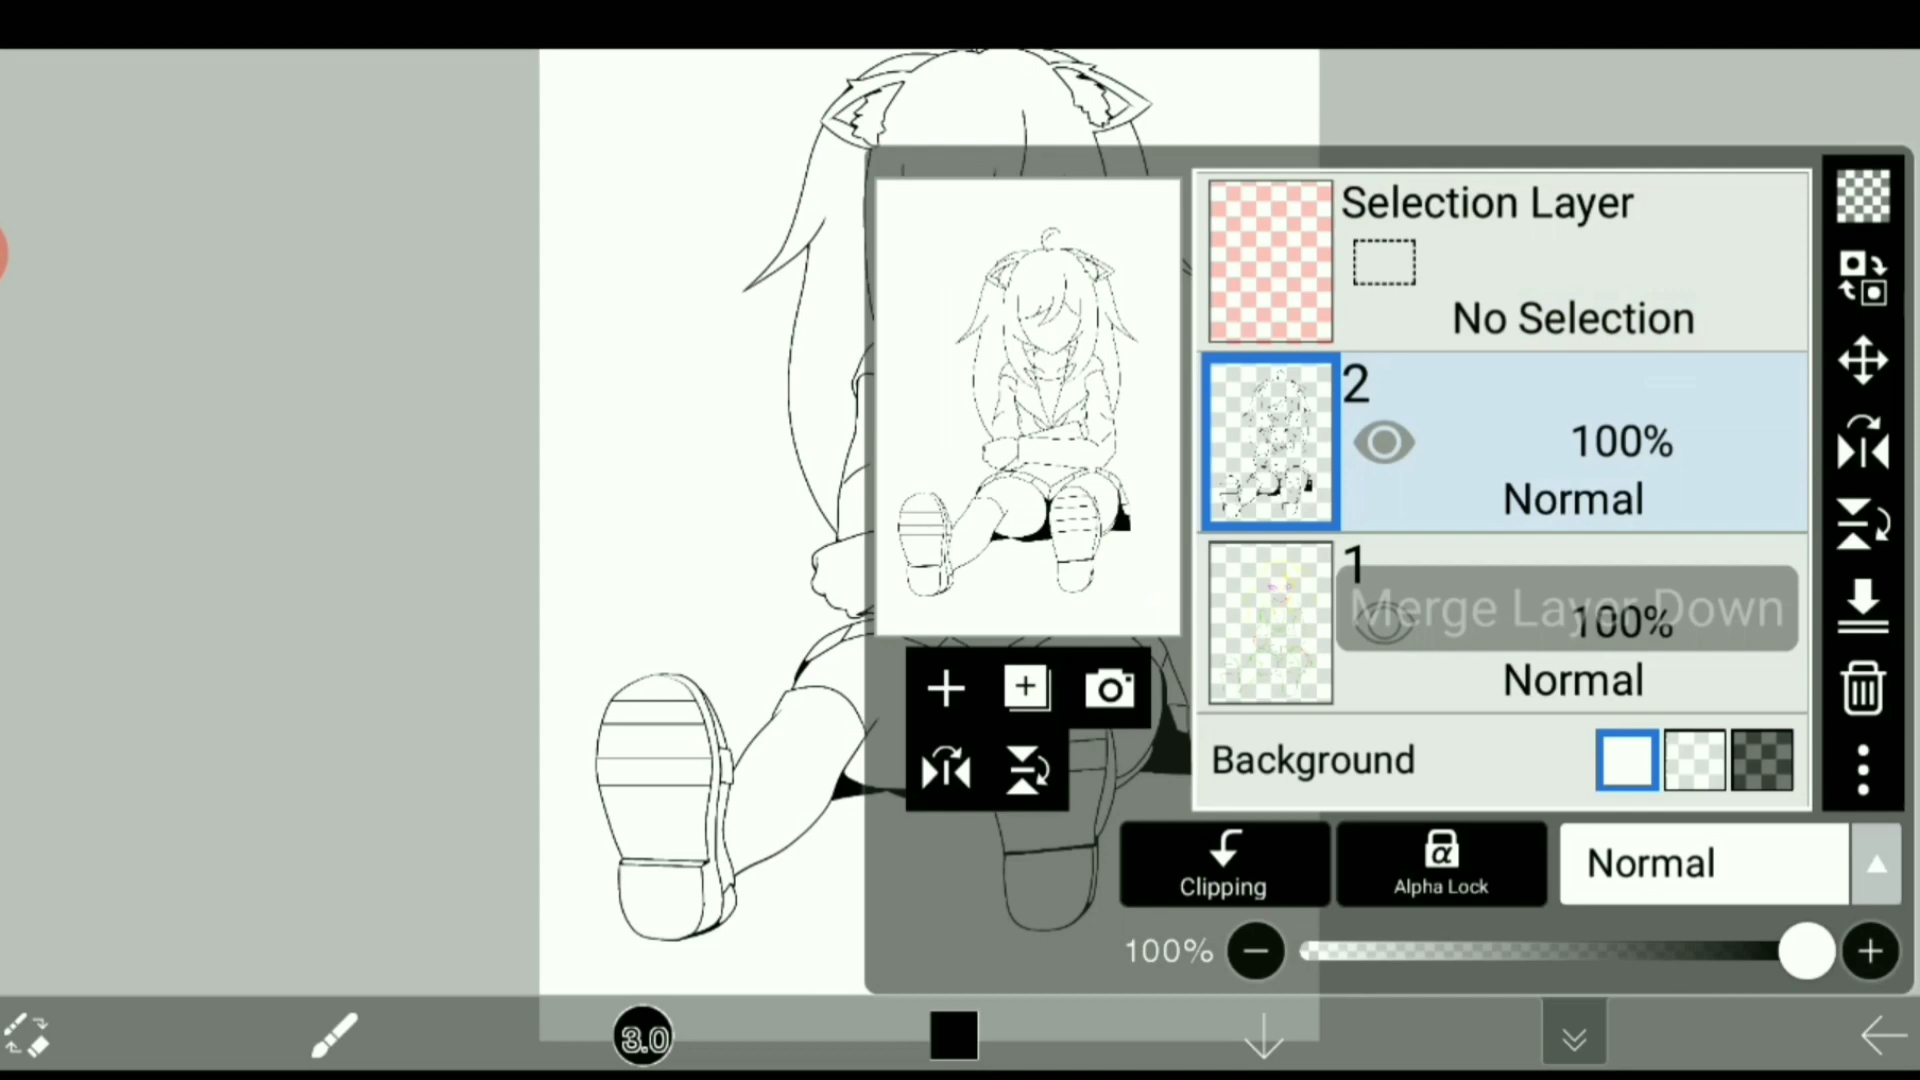 Selection Layer
No Selection
2
100%
Normal
1
Merge Layer Down
100%
Normal
Background
Clipping
α
Alpha Lock
Normal
100%
3.0